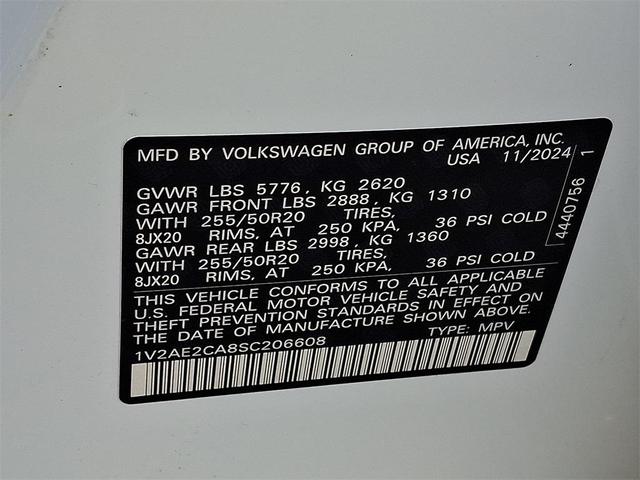 MFD BY VOLKSWAGEN GROUP OF AMERICA, INC.
USA 11/2024
GVWR LBS 5776, KG 2620
GAWR FRONT LBS 2888, KG 1310
WITH 255/50R20 TIRES,
8JX20 RIMS, AT 250 KPA, 36 PSI COLD
GAWR REAR LBS 2998, KG 1360
WITH 255/50R20 TIRES,
8JX20 RIMS, AT 250 KPA, 36 PSI COLD
4440756 1
THIS VEHICLE CONFORMS TO ALL APPLICABLE
U.S. FEDERAL MOTOR VEHICLE SAFETY AND
THEFT PREVENTION STANDARDS IN EFFECT ON
THE DATE OF MANUFACTURE SHOWN ABOVE.
1V2AE2CA8SC206608 TYPE: MPV